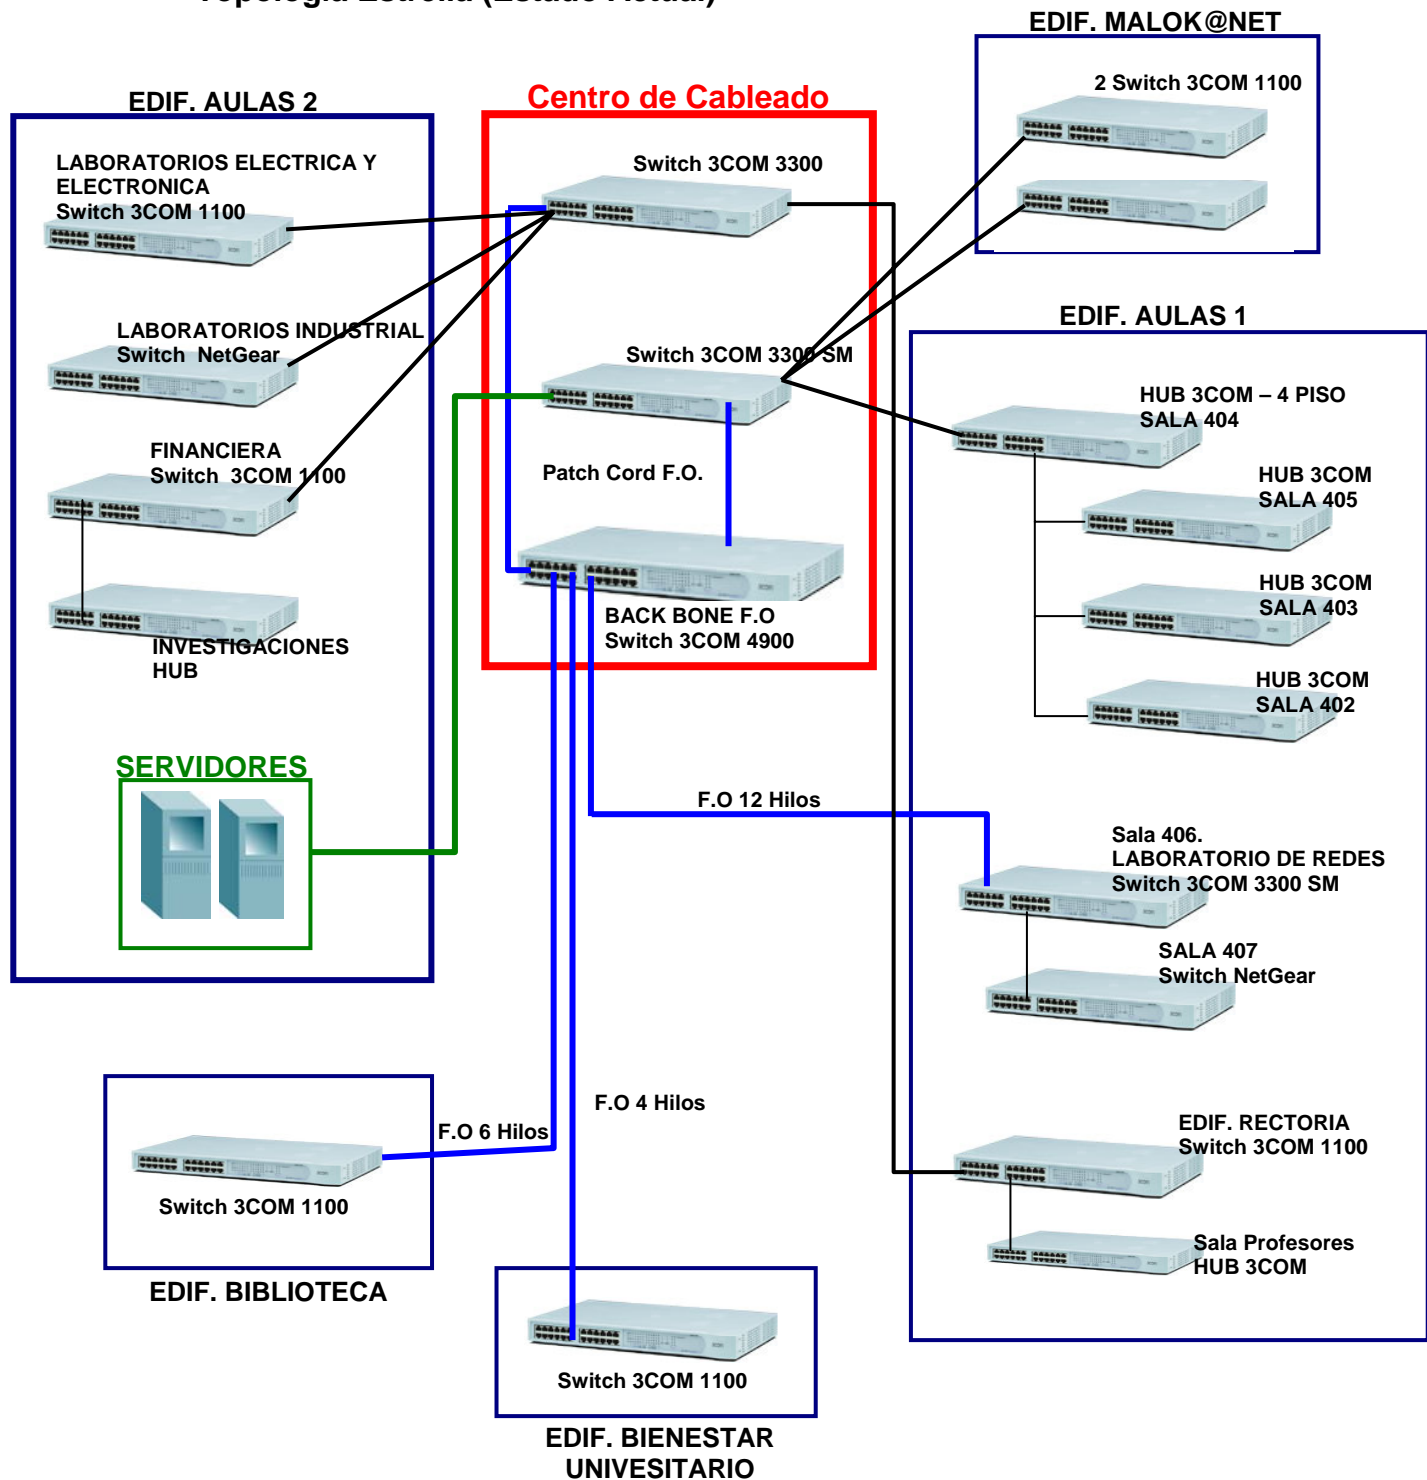 Topología Estrella (Estado Actual)
EDIF. MALOK@NET
2 Switch 3COM 1100
EDIF. AULAS 2
LABORATORIOS ELECTRICA Y
ELECTRONICA
Switch 3COM 1100
LABORATORIOS INDUSTRIAL
Switch NetGear
FINANCIERA
Switch 3COM 1100
INVESTIGACIONES
HUB
SERVIDORES
Centro de Cableado
Switch 3COM 3300
Switch 3COM 3300 SM
Patch Cord F.O.
BACK BONE F.O
Switch 3COM 4900
EDIF. AULAS 1
HUB 3COM – 4 PISO
SALA 404
HUB 3COM
SALA 405
HUB 3COM
SALA 403
HUB 3COM
SALA 402
F.O 12 Hilos
Sala 406.
LABORATORIO DE REDES
Switch 3COM 3300 SM
SALA 407
Switch NetGear
EDIF. RECTORIA
Switch 3COM 1100
Sala Profesores
HUB 3COM
F.O 4 Hilos
F.O 6 Hilos
Switch 3COM 1100
EDIF. BIBLIOTECA
Switch 3COM 1100
EDIF. BIENESTAR
UNIVESITARIO